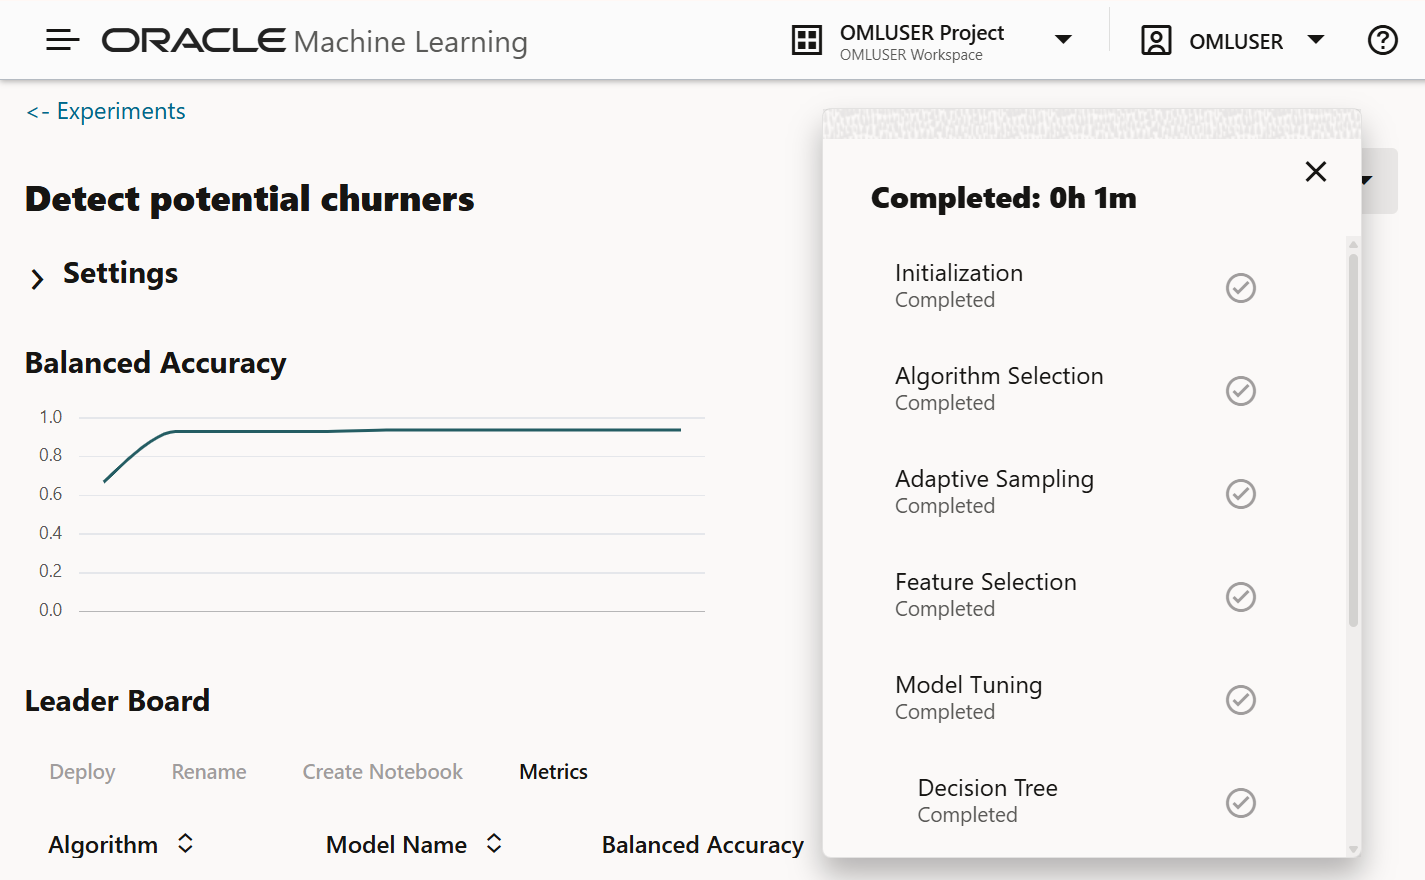 ORACLE Machine Learning
OMLUSER Project
OMLUSER Workspace
OMLUSER
?
<- Experiments
Detect potential churners
Settings
Balanced Accuracy
1.0
0.8
0.6
0.4
0.2
0.0
Leader Board
Deploy Rename Create Notebook Metrics
Algorithm Model Name Balanced Accuracy
Completed: 0h 1m
Initialization
Completed
Algorithm Selection
Completed
Adaptive Sampling
Completed
Feature Selection
Completed
Model Tuning
Completed
Decision Tree
Completed